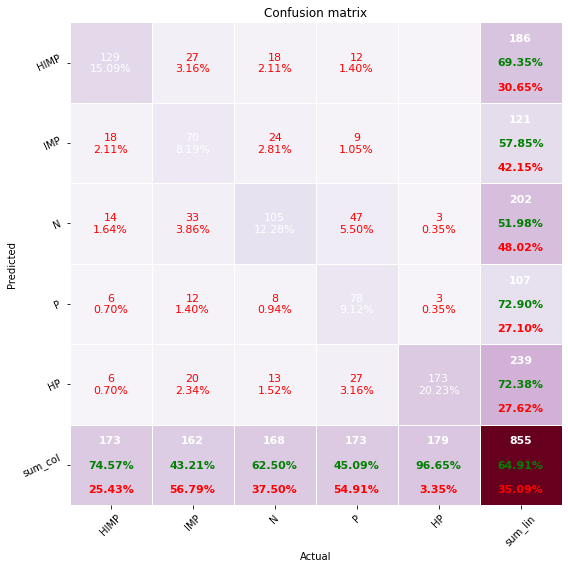 Confusion matrix
HIMP 129 27 18 12 186
15.09% 3.16% 2.11% 1.40% 69.35%
30.65%
IMP 18 70 24 9 121
2.11% 8.19% 2.81% 1.05% 57.85%
42.15%
N 14 33 105 47 3 202
1.64% 3.86% 12.28% 5.50% 0.35% 51.98%
48.02%
Predicted
P 6 12 8 78 3 107
0.70% 1.40% 0.94% 9.12% 0.35% 72.90%
27.10%
HP 6 20 13 27 173 239
0.70% 2.34% 1.52% 3.16% 20.23% 72.38%
27.62%
sum_col 173 162 168 173 179 855
74.57% 43.21% 62.50% 45.09% 96.65% 64.91%
25.43% 56.79% 37.50% 54.91% 3.35% 35.09%
HIMP IMP N P HP sum_lin
Actual